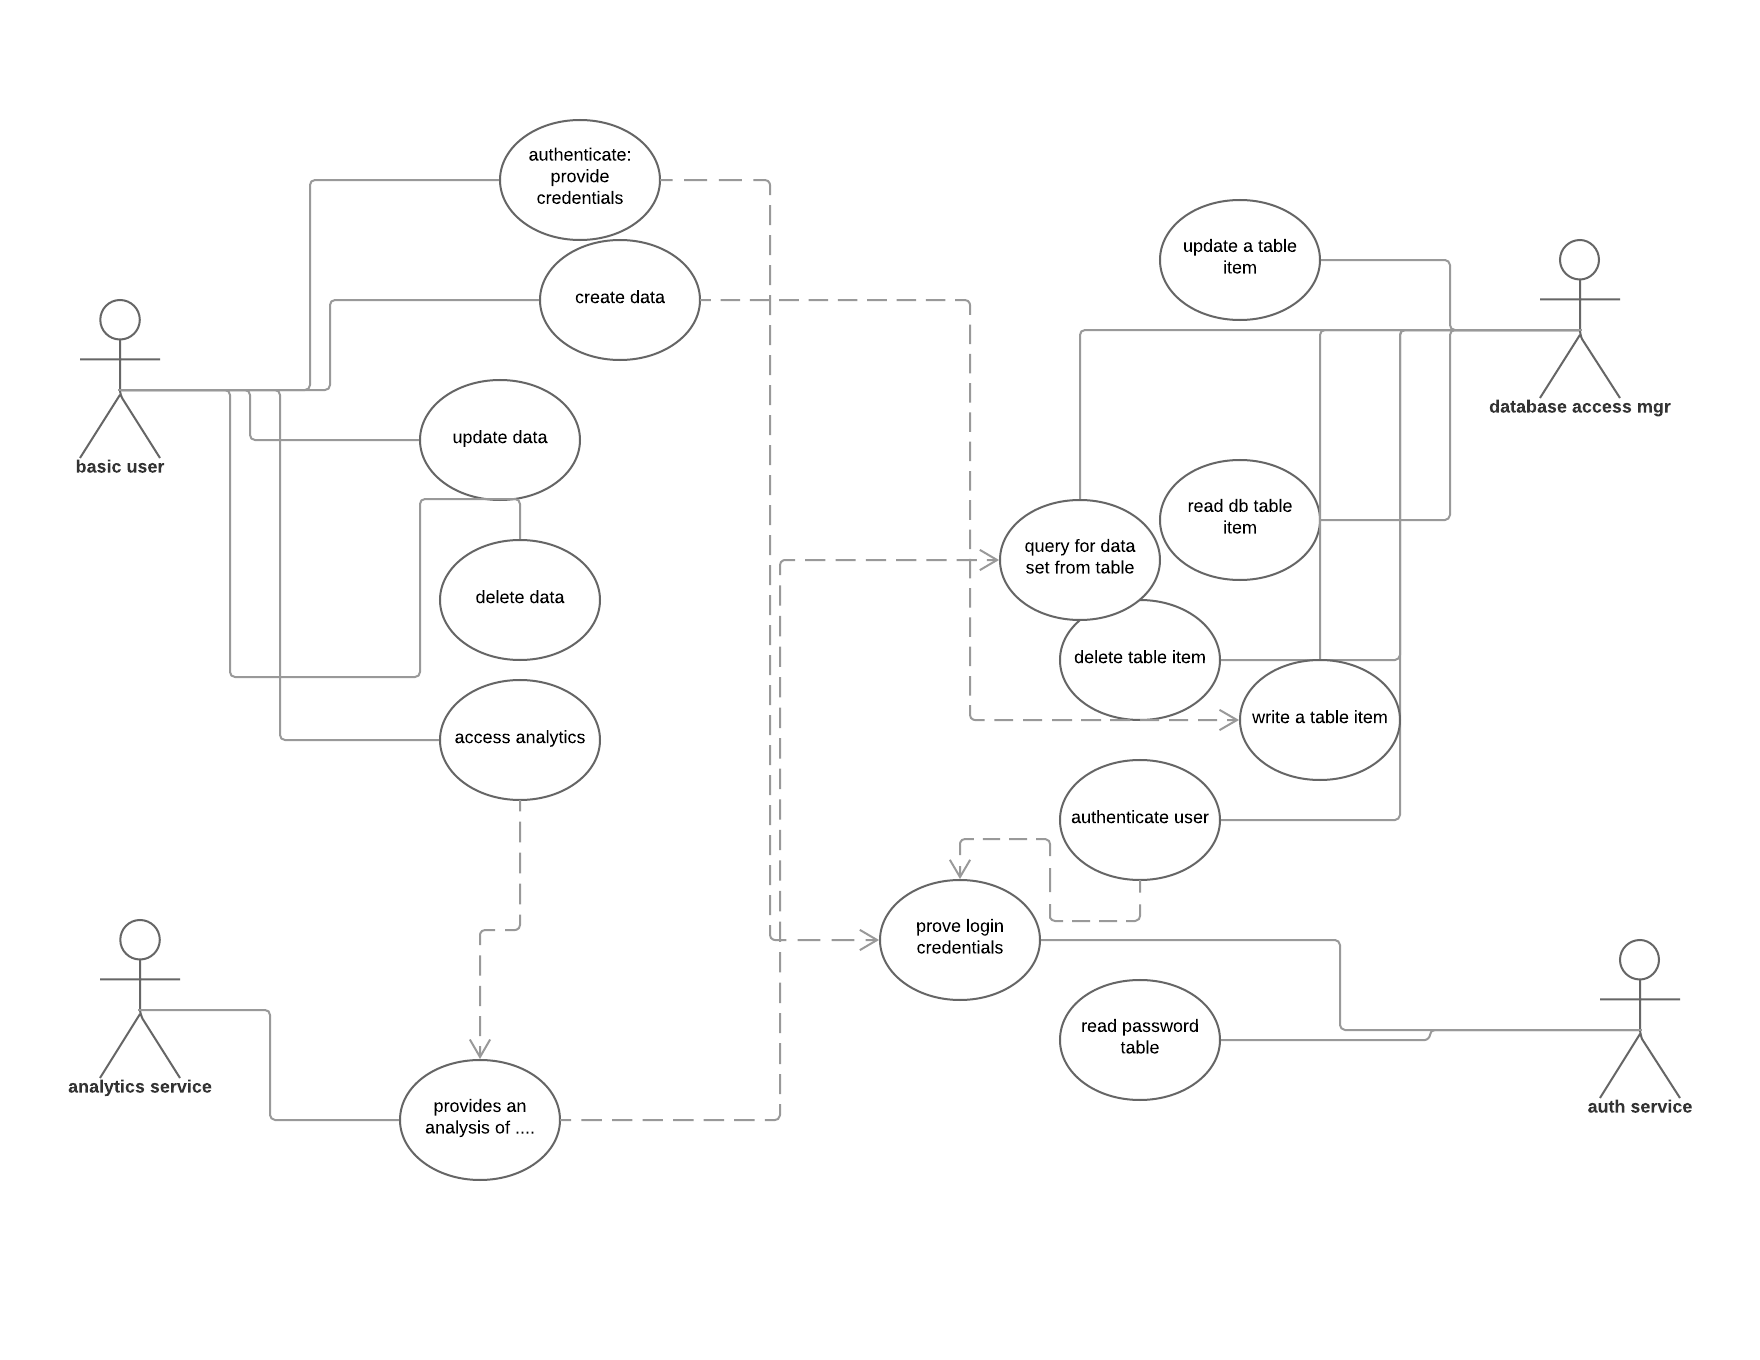 authenticate:
provide
credentials
create data
update data
delete data
access analytics
basic user
analytics service
provides an
analysis of ....
update a table
item
read db table
item
query for data
set from table
delete table item
write a table item
authenticate user
prove login
credentials
read password
table
database access mgr
auth service